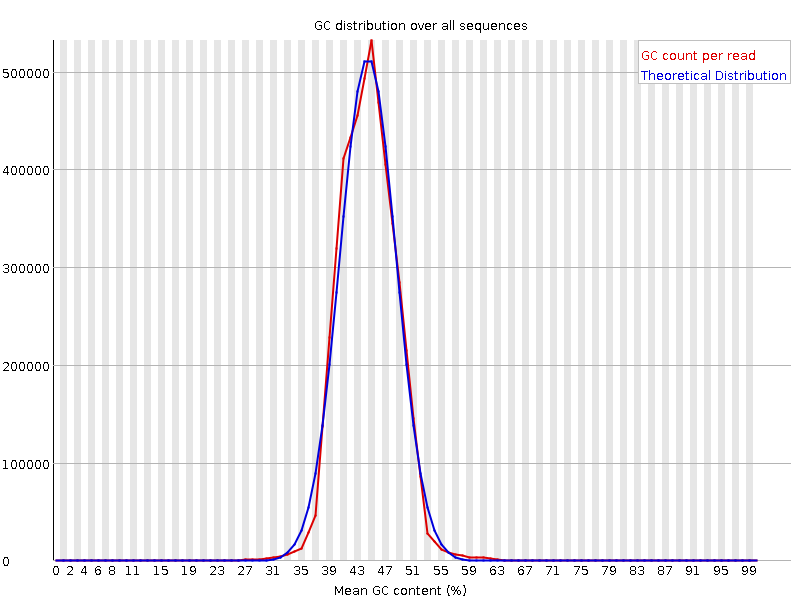 GC distribution over all sequences
GC count per read
Theoretical Distribution
500000
400000
300000
200000
100000
0
0 2 4 6 8 11 15 19 23 27 31 35 39 43 47 51 55 59 63 67 71 75 79 83 87 91 95 99
Mean GC content (%)